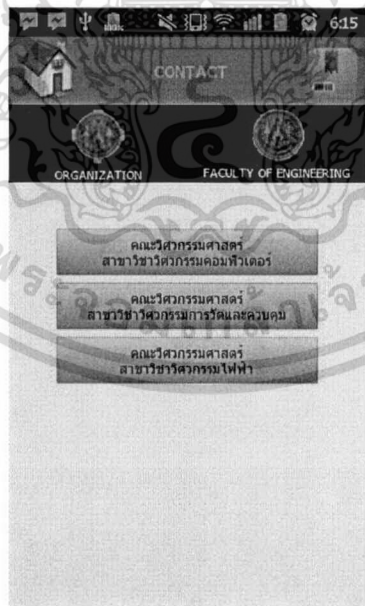 6:15
CONTACT
ORGANIZATION
FACULTY OF ENGINEERING
คณะวิศวกรรมศาสตร์
สาขาวิชาวิศวกรรมคอมพิวเตอร์
คณะวิศวกรรมศาสตร์
สาขาวิชาวิศวกรรมการวัดและควบคุม
คณะวิศวกรรมศาสตร์
สาขาวิชาวิศวกรรมไฟฟ้า